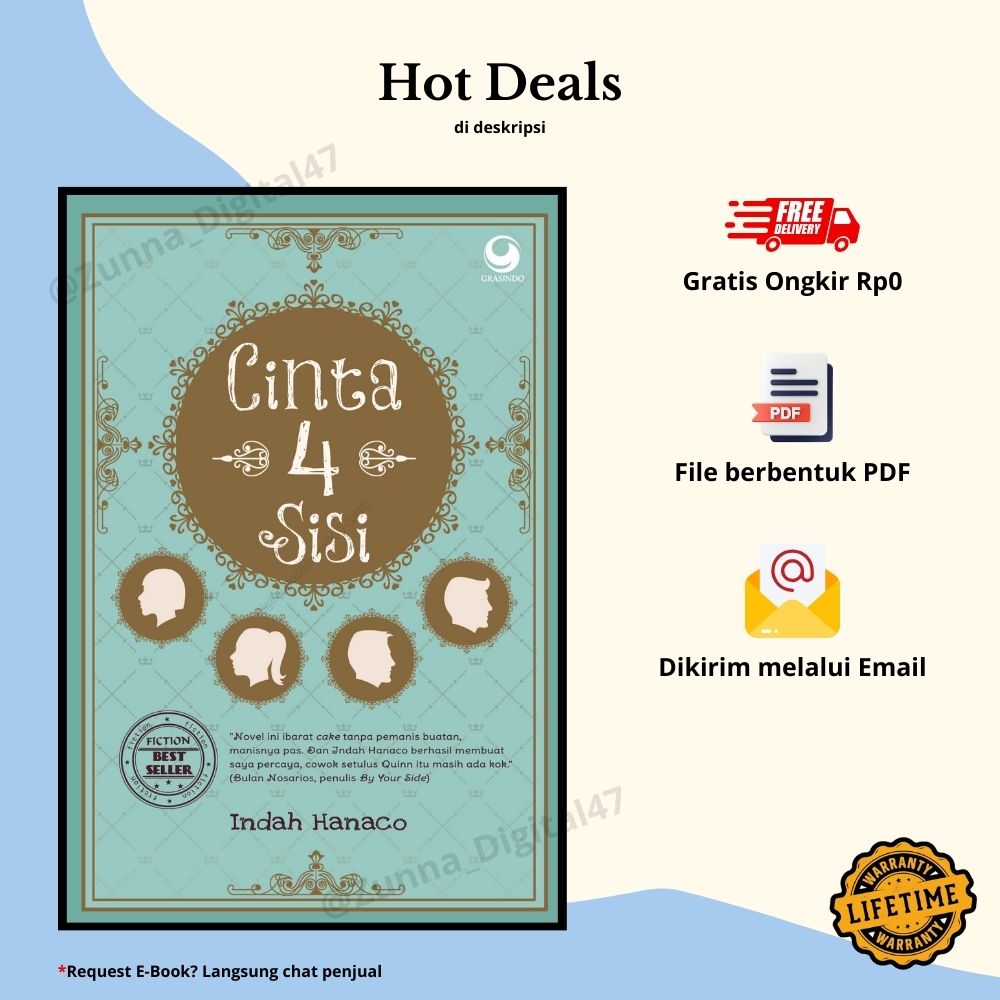 Hot Deals
di deskripsi
@Zunna_Digital47
GRASINDO
Cinta
4
Sisi
fiction fiction
FICTION
BEST
SELLER
fiction
"Novel ini ibarat cake tanpa pemanis buatan,
manisnya pas. Dan Indah Hanaco berhasil membuat
saya percaya, cowok setulus Quinn itu masih ada kok."
(Bulan Nosarios, penulis By Your Side)
Indah Hanaco
@Zunna_Digital47
FREE
DELIVERY
Gratis Ongkir Rp0
PDF
File berbentuk PDF
@
Dikirim melalui Email
WARRANTY
LIFETIME
WARRANTY
*Request E-Book? Langsung chat penjual